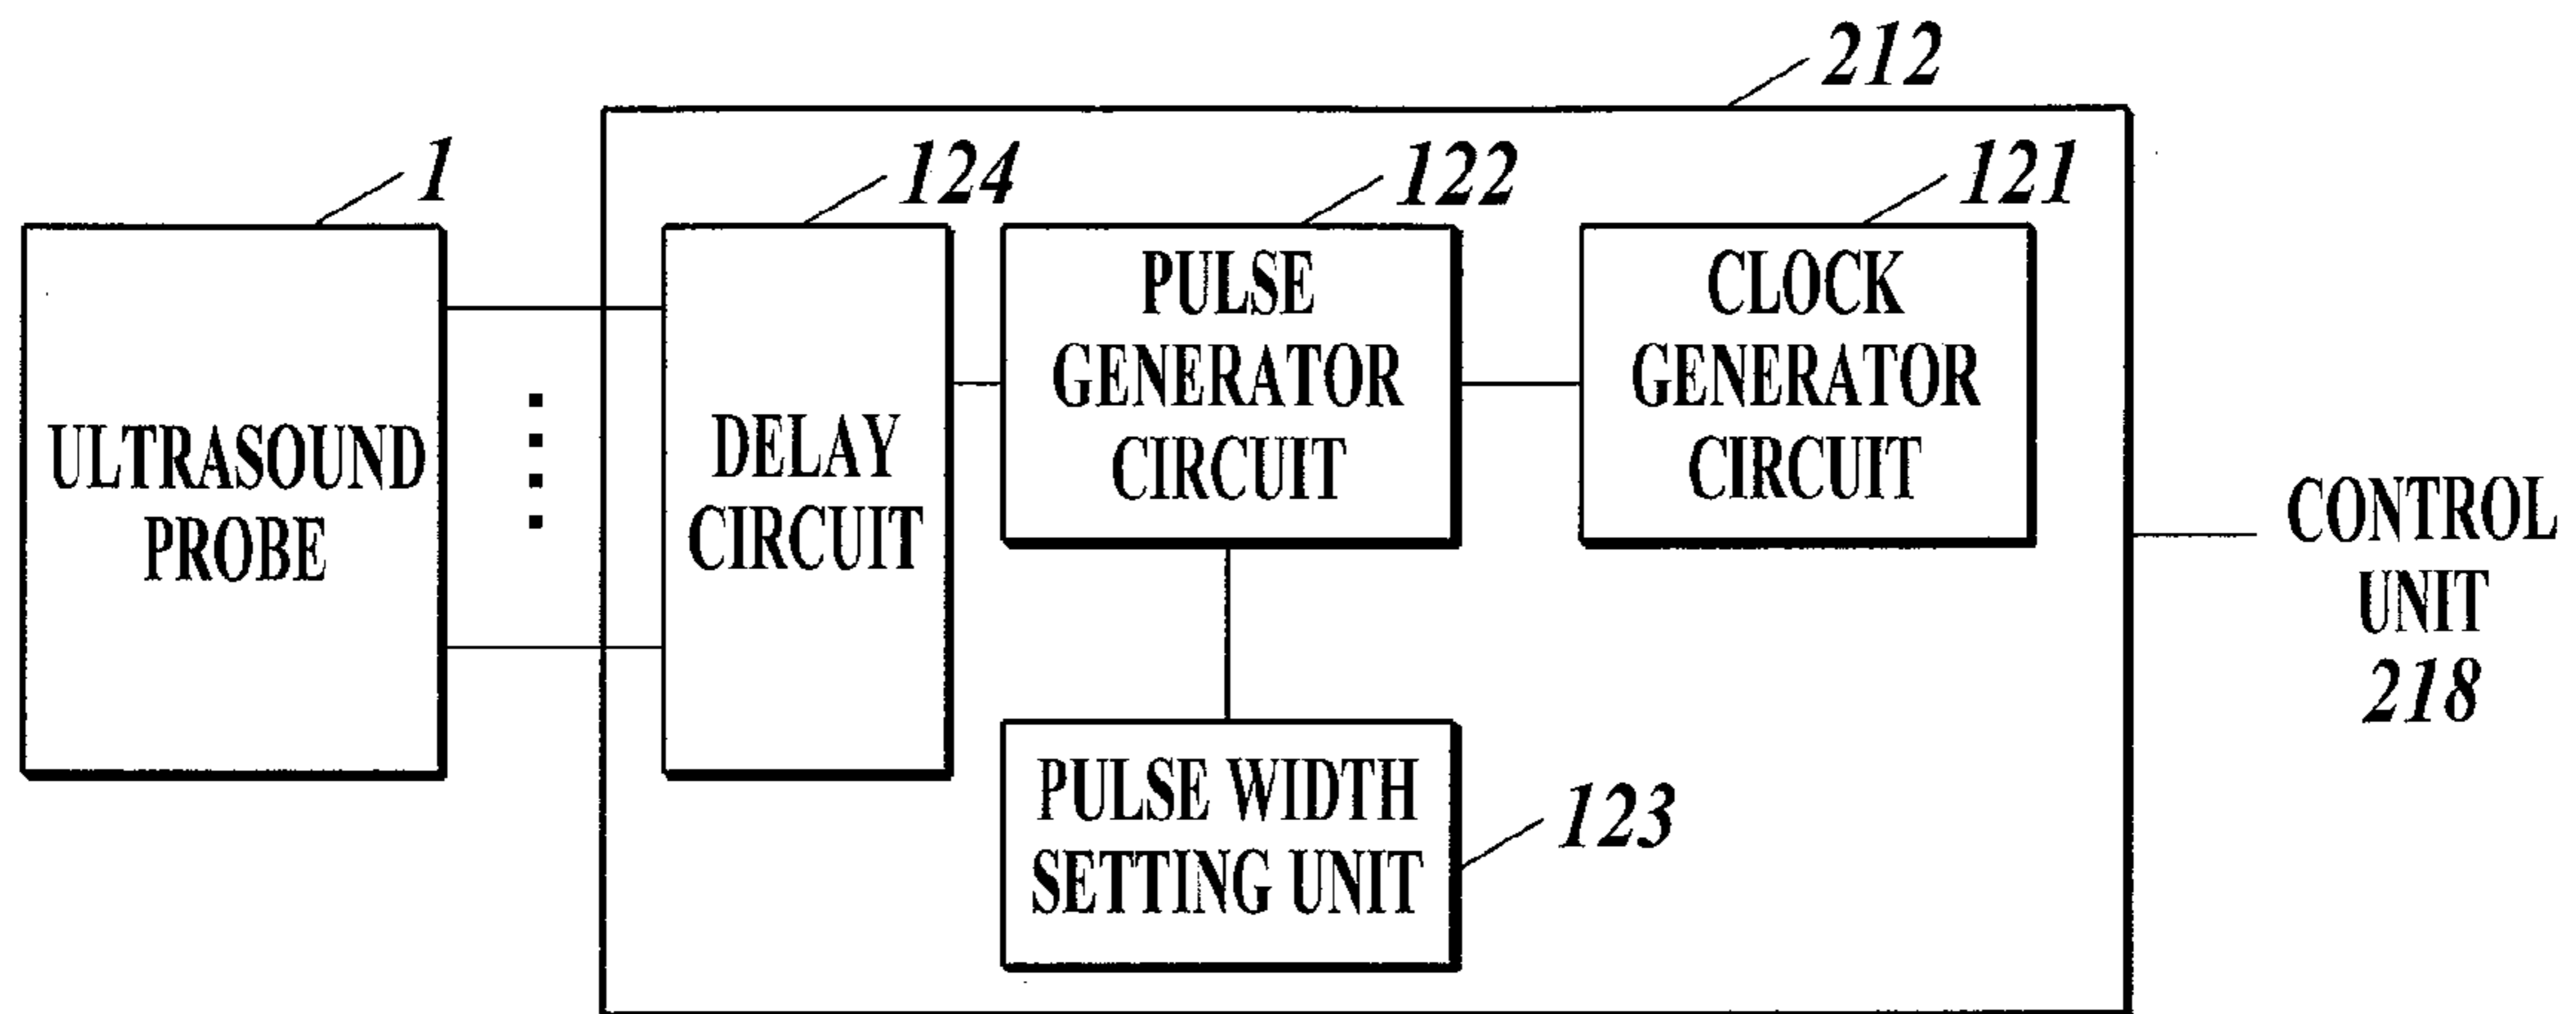 212
1
124
122
121
ULTRASOUND
PROBE
DELAY
CIRCUIT
PULSE
GENERATOR
CIRCUIT
CLOCK
GENERATOR
CIRCUIT
CONTROL
UNIT
218
PULSE WIDTH
SETTING UNIT
123